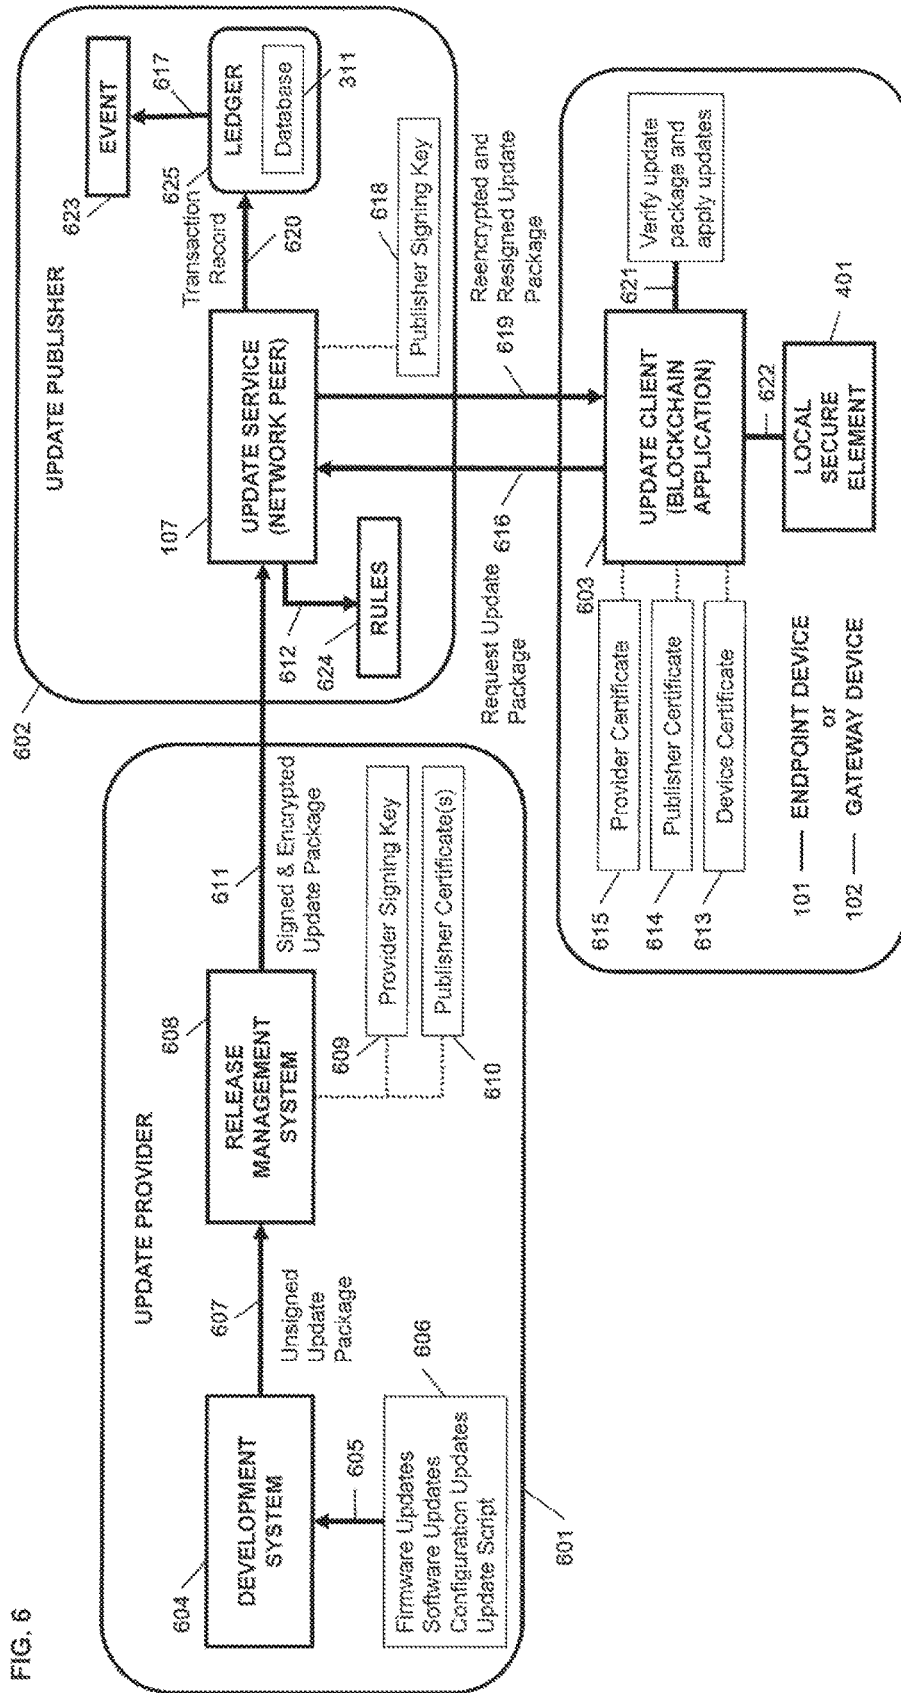 FIG. 6
UPDATE PROVIDER
604
DEVELOPMENT
SYSTEM
605
Firmware Updates
Software Updates
Configuration Updates
Update Script
606
601
607
Unsigned
Update
Package
608
RELEASE
MANAGEMENT
SYSTEM
609
Provider Signing Key
Publisher Certificate(s)
610
611
Signed & Encrypted
Update Package
602
UPDATE PUBLISHER
107
UPDATE SERVICE
(NETWORK PEER)
612
624
RULES
Transaction
Record
620
623
EVENT
617
625
LEDGER
Database
311
618
Publisher Signing Key
Request Update
Package
616
619
Reencrypted and
Resigned Update
Package
603
UPDATE CLIENT
(BLOCKCHAIN
APPLICATION)
621
Verify update
package and
apply updates
615
Provider Certificate
614
Publisher Certificate
613
Device Certificate
622
LOCAL
SECURE
ELEMENT
401
101 — ENDPOINT DEVICE
or
102 — GATEWAY DEVICE